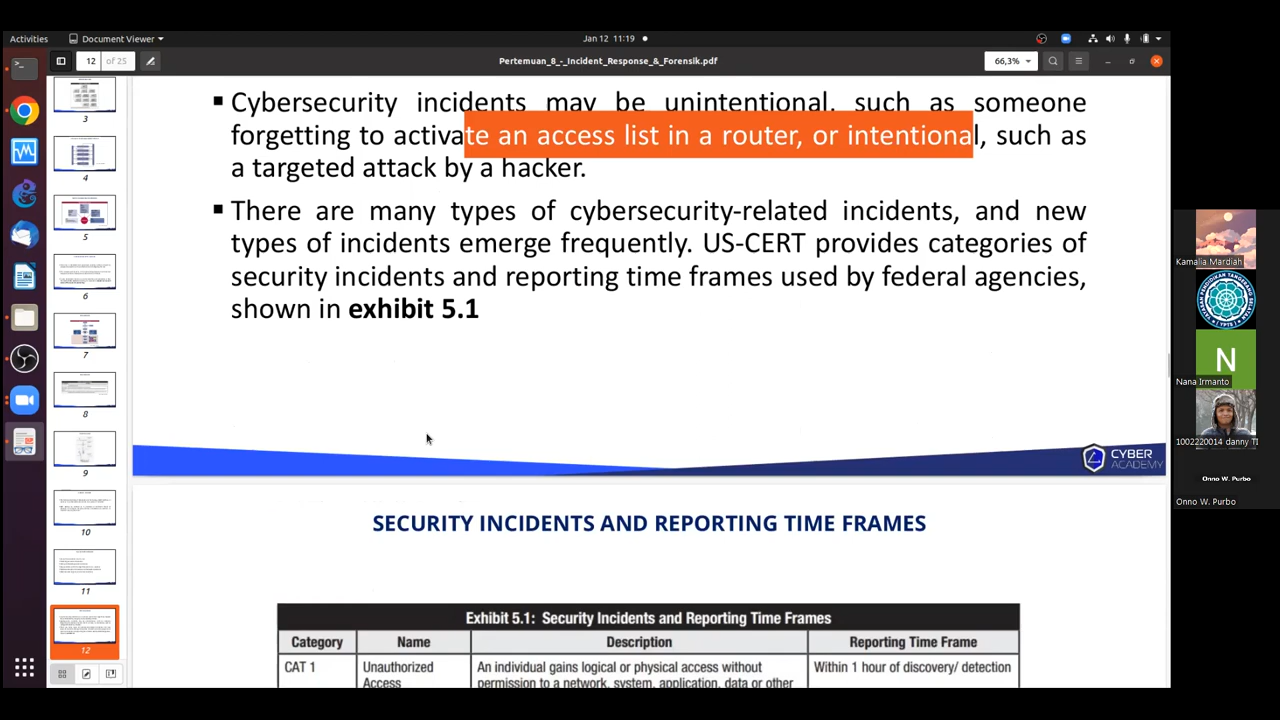 Activities
Document Viewer
Jan 12 11:19
12 of 25
Pertemuan_8_-_Incident_Response_&_Forensik.pdf
66,3%
3
4
5
6
7
8
9
10
11
12
▪ Cybersecurity incidents may be unintentional, such as someone
forgetting to activate an access list in a router, or intentional, such as
a targeted attack by a hacker.
▪ There are many types of cybersecurity-related incidents, and new
types of incidents emerge frequently. US-CERT provides categories of
security incidents and reporting time frames used by federal agencies,
shown in exhibit 5.1
CYBER
ACADEMY
SECURITY INCIDENTS AND REPORTING TIME FRAMES
Exhibit 5.1: Security Incidents and Reporting Time Frames
Category Name Description Reporting Time Frame
CAT 1 Unauthorized An individual gains logical or physical access without Within 1 hour of discovery/ detection
Access permission to a network, system, application, data or other
Kamalia Mardiah
N
Nana Irmanto
1002220014 danny TI
Onno W. Purbo
Onno W. Purbo